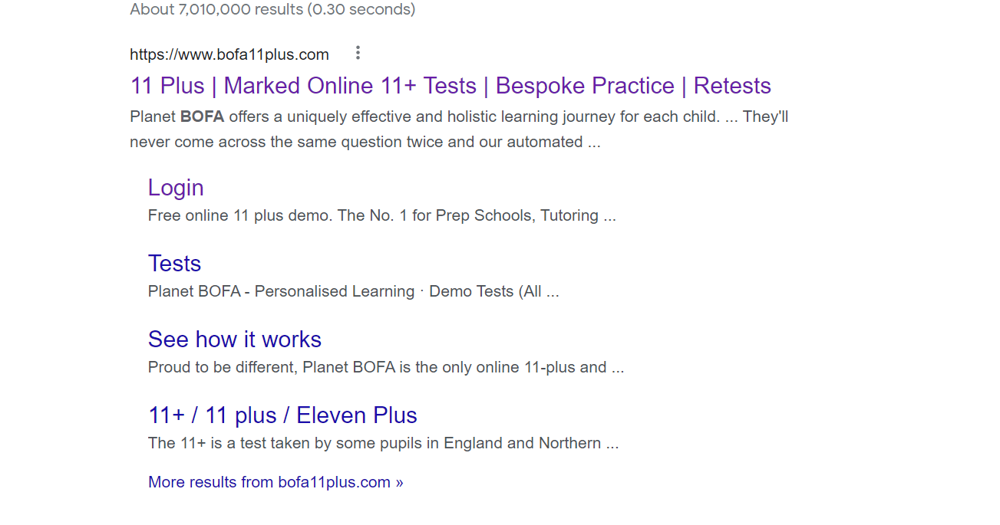 About 7,010,000 results (0.30 seconds)
https://www.bofa11plus.com
11 Plus | Marked Online 11+ Tests | Bespoke Practice | Retests
Planet BOFA offers a uniquely effective and holistic learning journey for each child. ... They'll
never come across the same question twice and our automated ...
Login
Free online 11 plus demo. The No. 1 for Prep Schools, Tutoring ...
Tests
Planet BOFA - Personalised Learning · Demo Tests (All ...
See how it works
Proud to be different, Planet BOFA is the only online 11-plus and ...
11+ / 11 plus / Eleven Plus
The 11+ is a test taken by some pupils in England and Northern ...
More results from bofa11plus.com »